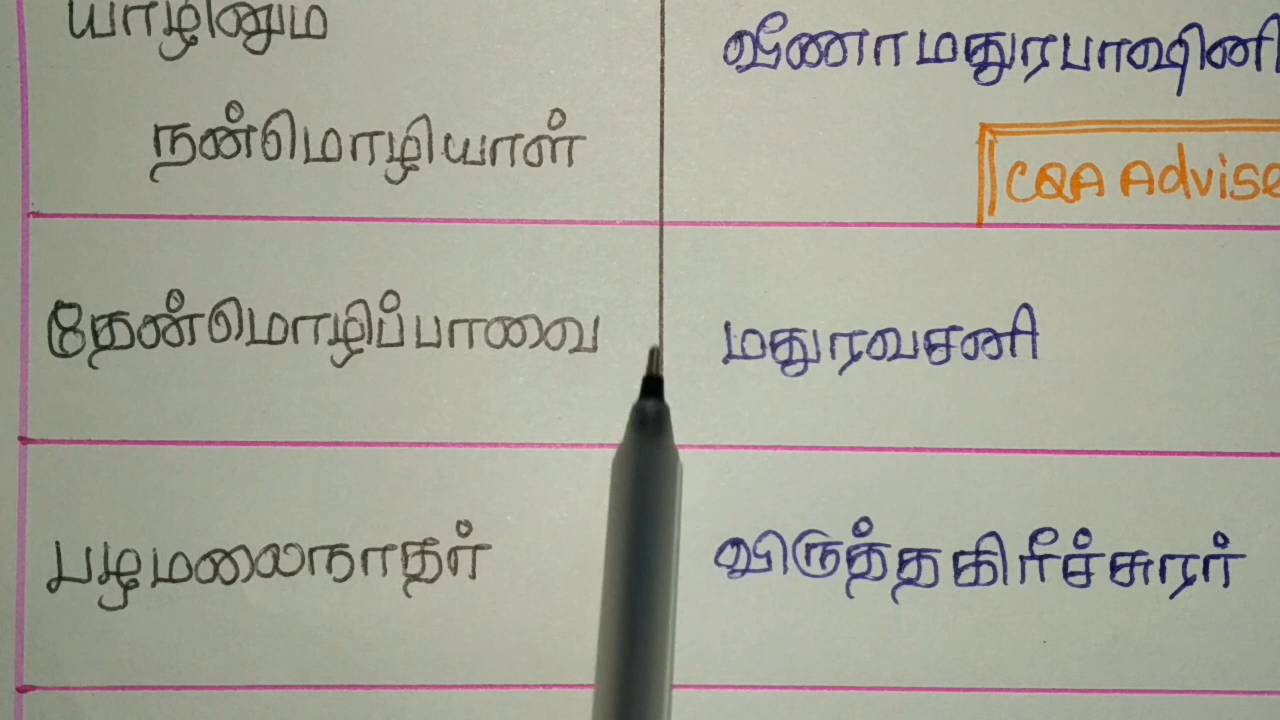 யாழினும
வீணாமதுரபாஷினி
நன்மொழியாள்
CQA Advise
தேன்மொழிப்பாவை
மதுரவசனி
பழமலைநாதர்
விருத்தகிரீச்சுரர்